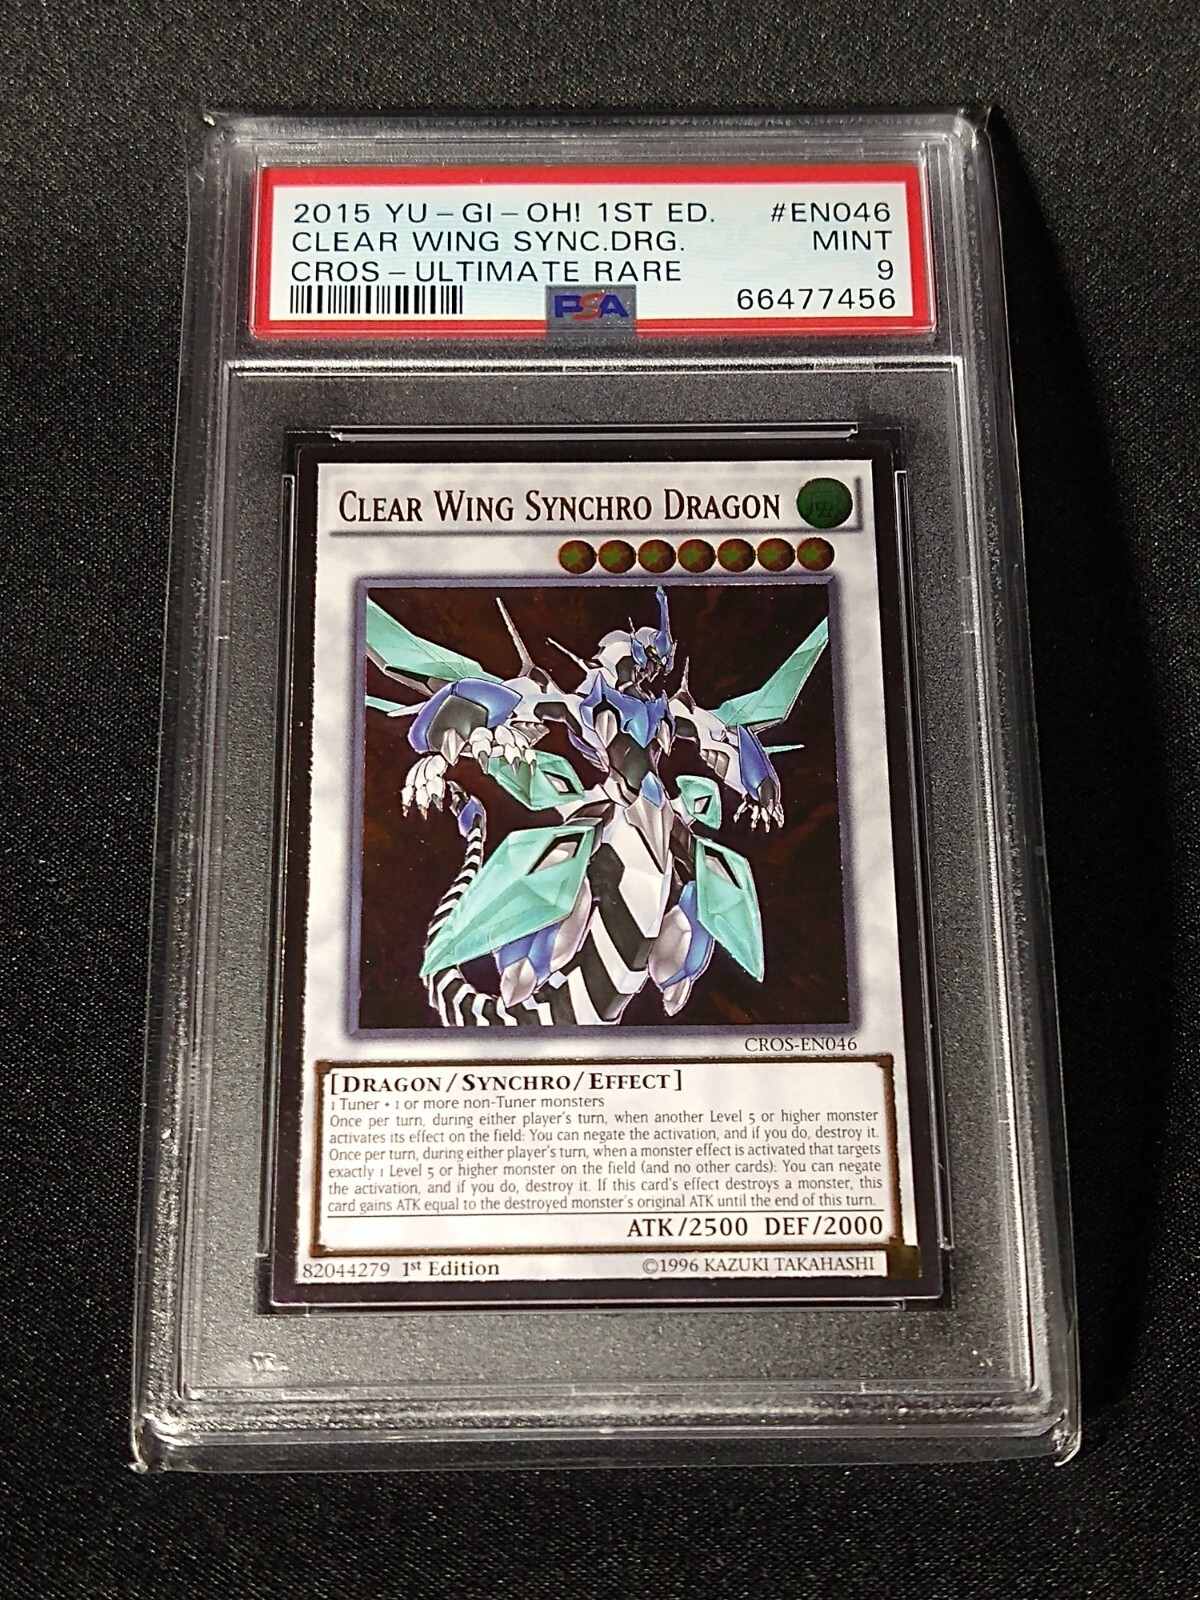 2015 YU-GI-OH! 1ST ED. #EN046
CLEAR WING SYNC.DRG. MINT
CROS-ULTIMATE RARE 9
PSA 66477456
CLEAR WING SYNCHRO DRAGON
CROS-EN046
[DRAGON/SYNCHRO/EFFECT]
1 Tuner + 1 or more non-Tuner monsters
Once per turn, during either player's turn, when another Level 5 or higher monster
activates its effect on the field: You can negate the activation, and if you do, destroy it.
Once per turn, during either player's turn, when a monster effect is activated that targets
exactly 1 Level 5 or higher monster on the field (and no other cards): You can negate
the activation, and if you do, destroy it. If this card's effect destroys a monster, this
card gains ATK equal to the destroyed monster's original ATK until the end of this turn.
ATK/2500 DEF/2000
82044279 1st Edition ©1996 KAZUKI TAKAHASHI